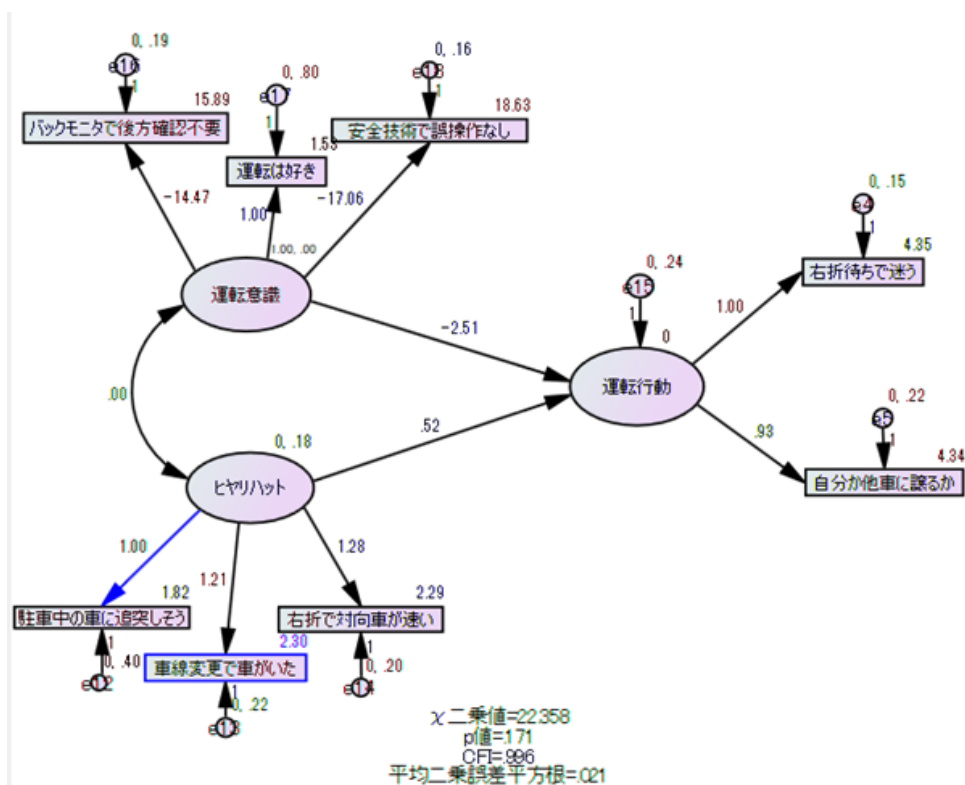 0, .19
e16
1
15.89
バックモニタで後方確認不要
0, .80
e17
1
1.53
運転は好き
0, .16
e18
1
18.63
安全技術で誤操作なし
-14.47
1.00
-17.06
1.00, .00
運転意識
0, .15
e4
1
4.35
右折待ちで迷う
0, .24
e15
1
0
運転行動
1.00
-2.51
.00
.52
.93
0, .22
e5
1
4.34
自分か他車に譲るか
0, .18
ヒヤリハット
1.00
1.21
1.28
1.82
駐車中の車に追突しそう
1
0, .40
e12
2.30
車線変更で車がいた
1
0, .22
e13
2.29
右折で対向車が速い
1
0, .20
e14
χ二乗値=22.358
p値=.171
CFI=.996
平均二乗誤差平方根=.021